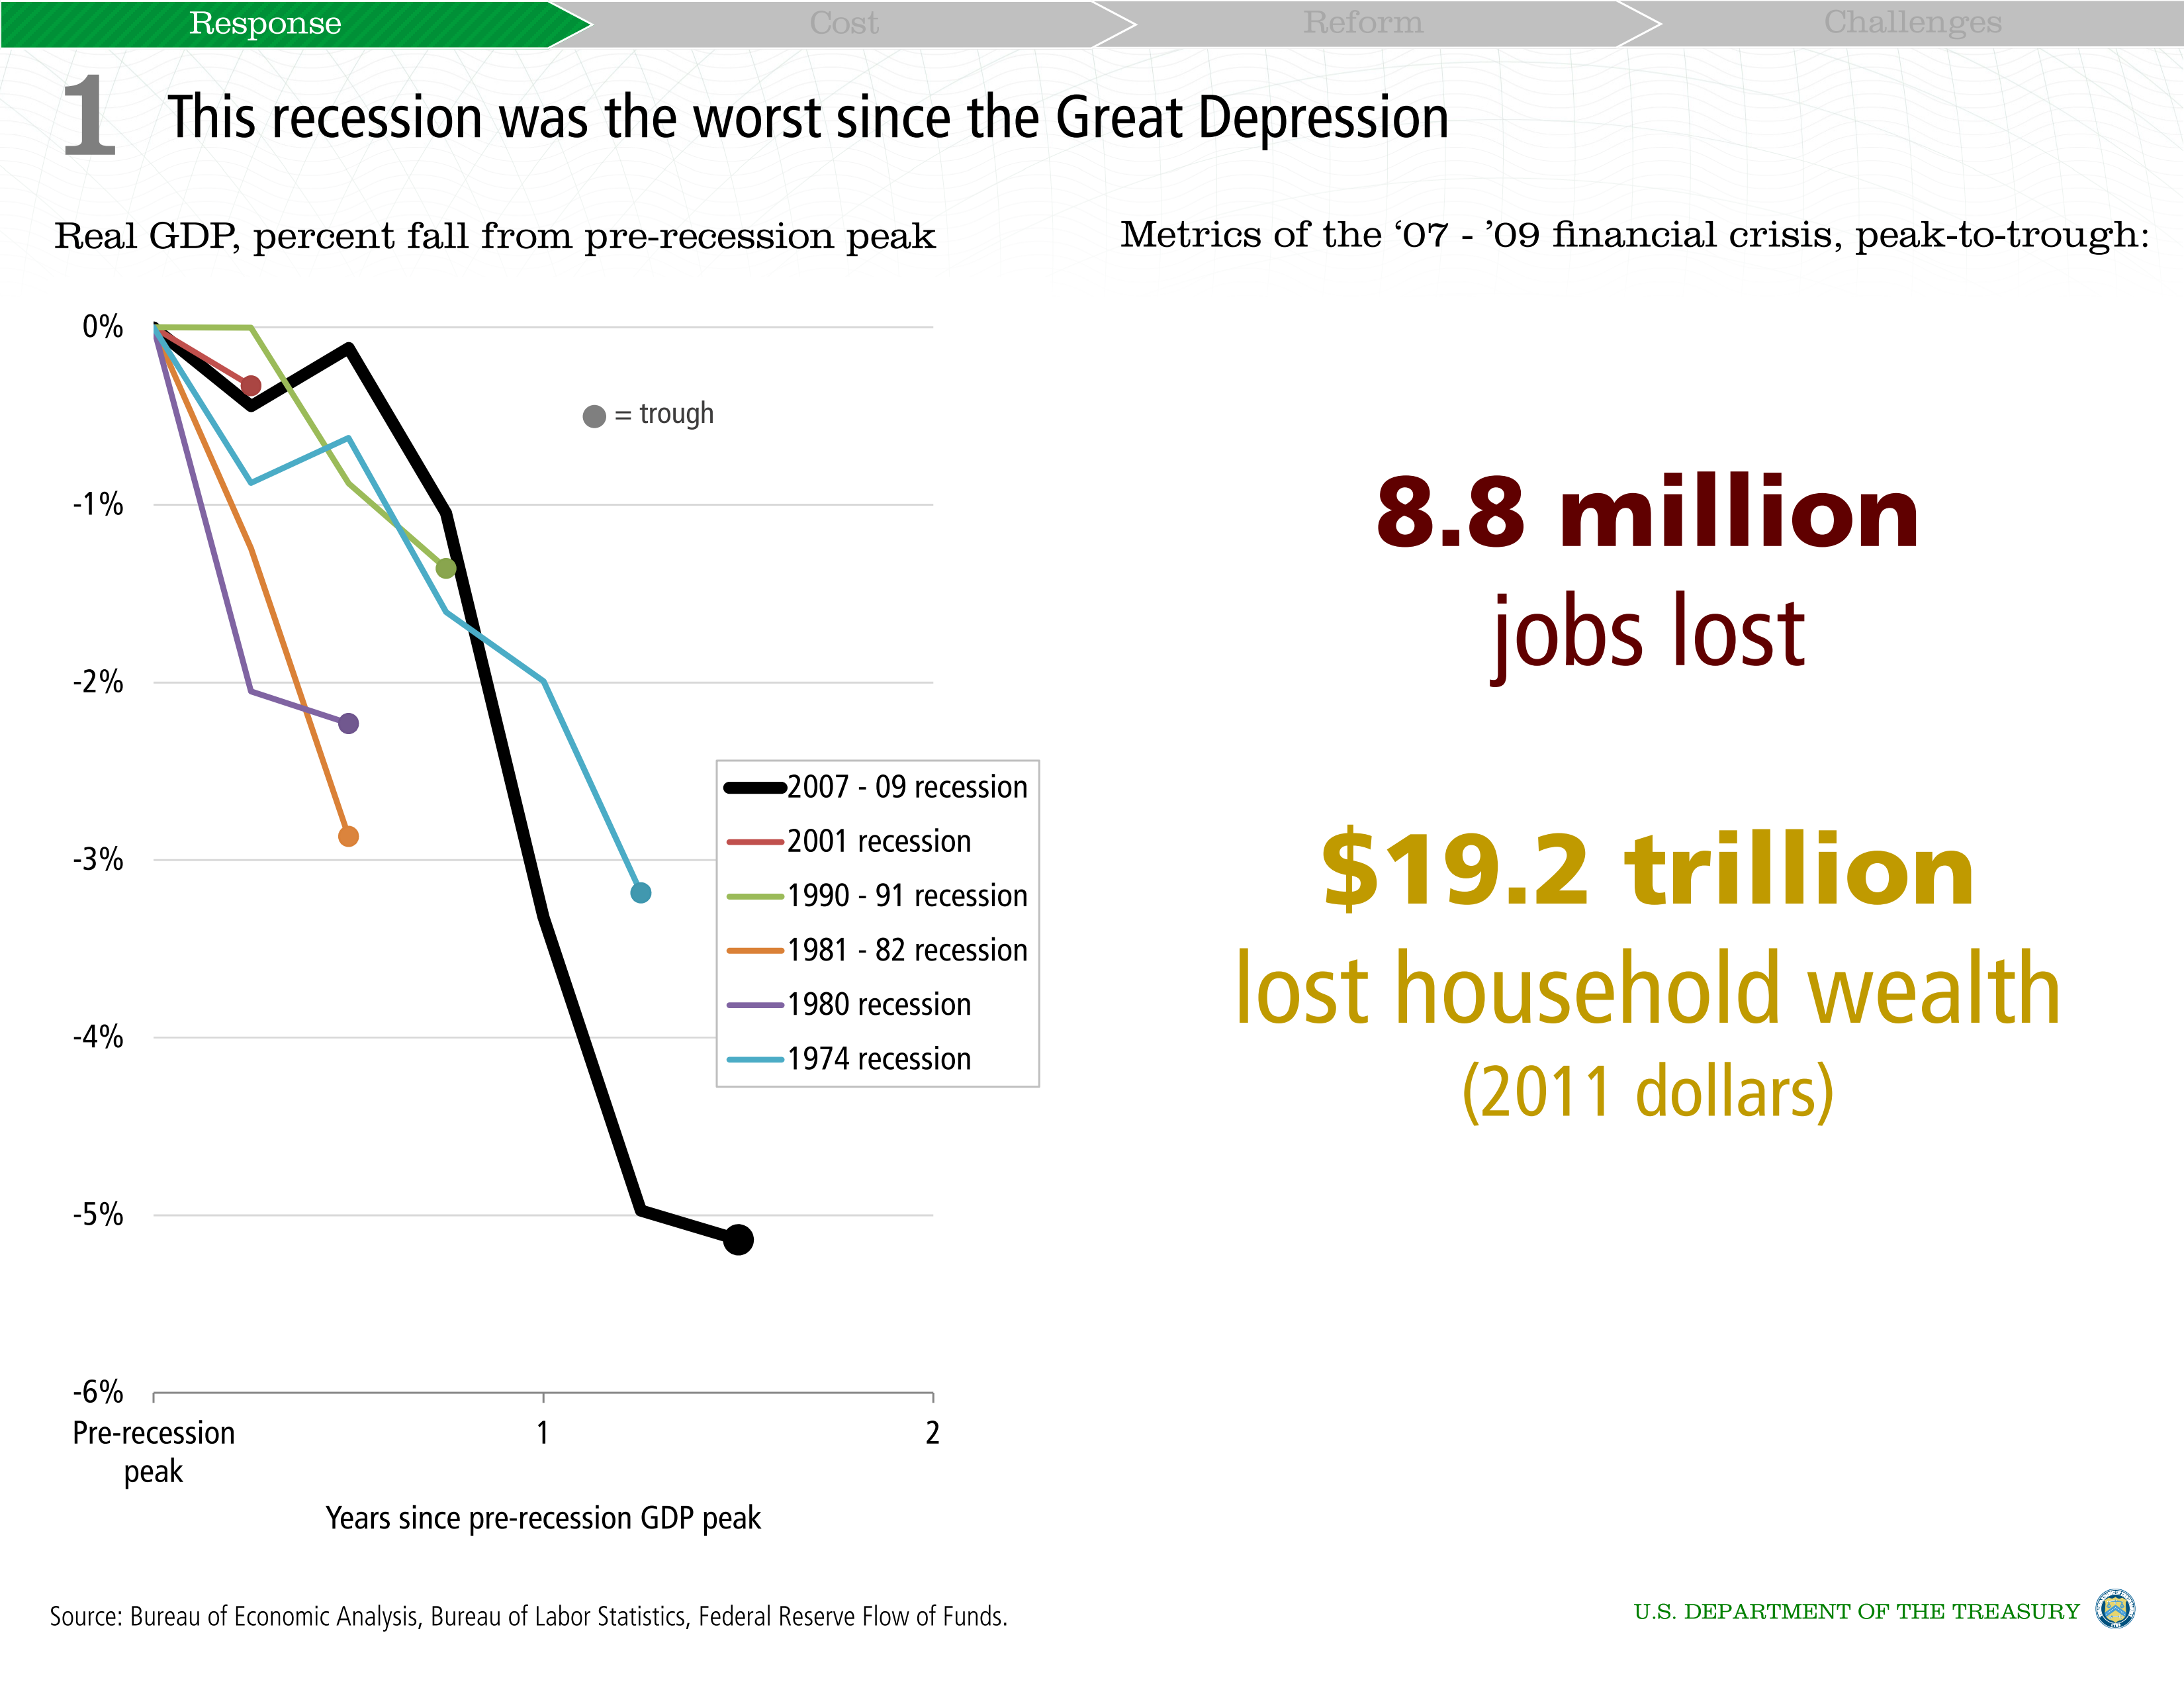 Response
Cost
Reform
Challenges
1
This recession was the worst since the Great Depression
Real GDP, percent fall from pre-recession peak
Metrics of the ‘07 - ’09 financial crisis, peak-to-trough:
0%
-1%
-2%
-3%
-4%
-5%
-6%
= trough
2007 - 09 recession
2001 recession
1990 - 91 recession
1981 - 82 recession
1980 recession
1974 recession
Pre-recession
peak
1
2
Years since pre-recession GDP peak
8.8 million
jobs lost
$19.2 trillion
lost household wealth
(2011 dollars)
Source: Bureau of Economic Analysis, Bureau of Labor Statistics, Federal Reserve Flow of Funds.
U.S. DEPARTMENT OF THE TREASURY